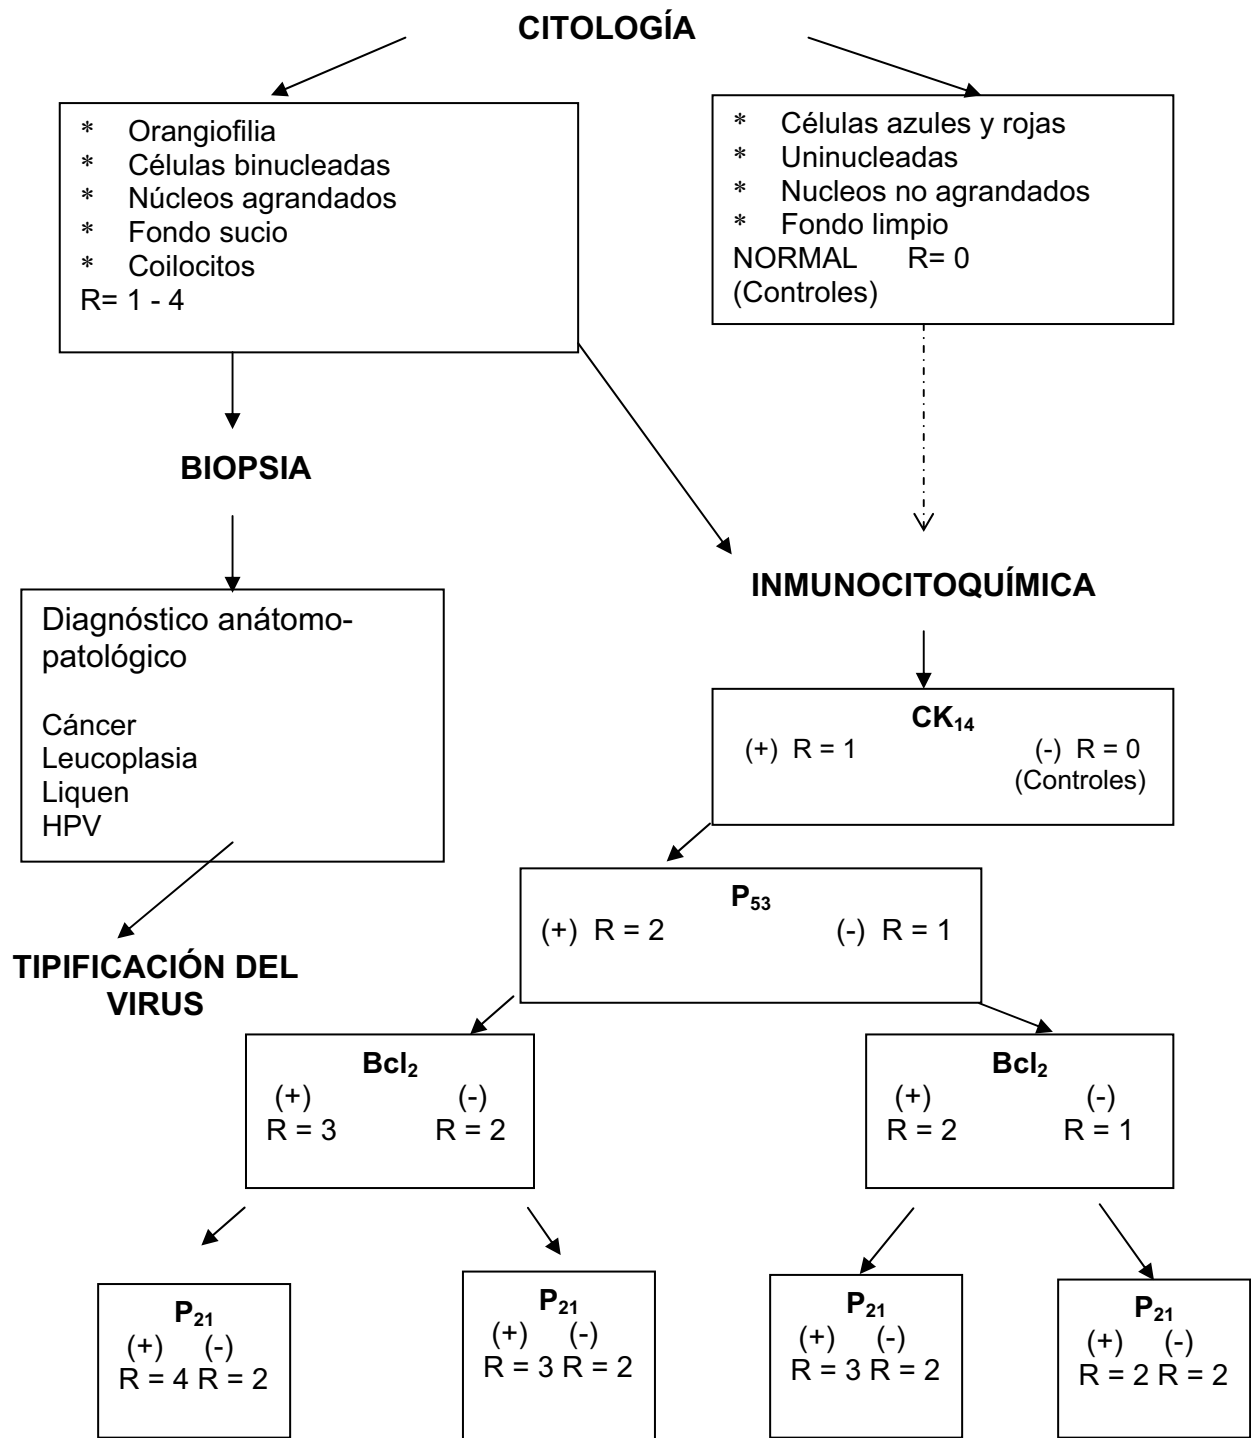 CITOLOGÍA
* Orangiofilia
* Células binucleadas
* Núcleos agrandados
* Fondo sucio
* Coilocitos
R= 1 - 4
* Células azules y rojas
* Uninucleadas
* Nucleos no agrandados
* Fondo limpio
NORMAL R= 0
(Controles)
BIOPSIA
Diagnóstico anátomo-
patológico
Cáncer
Leucoplasia
Liquen
HPV
TIPIFICACIÓN DEL
VIRUS
INMUNOCITOQUÍMICA
CK14
(+) R = 1 (-) R = 0
(Controles)
P53
(+) R = 2 (-) R = 1
Bcl2
(+) (-)
R = 3 R = 2
Bcl2
(+) (-)
R = 2 R = 1
P21
(+) (-)
R = 4 R = 2
P21
(+) (-)
R = 3 R = 2
P21
(+) (-)
R = 3 R = 2
P21
(+) (-)
R = 2 R = 2